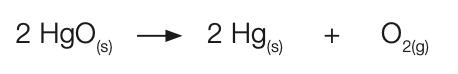 2 HgO(s) → 2 Hg(s) + O2(g)